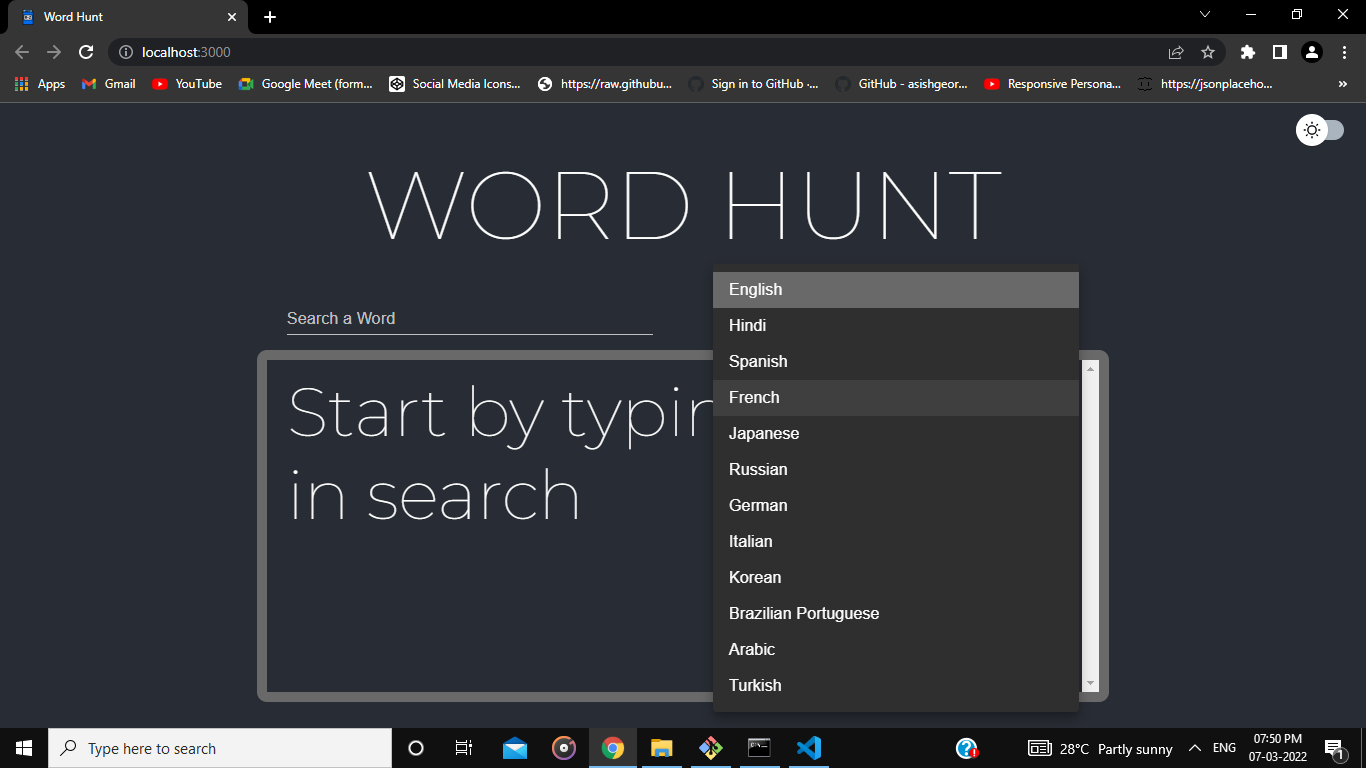 Word Hunt
localhost:3000
Apps
Gmail
YouTube
Google Meet (form...
Social Media Icons...
https://raw.githubu...
Sign in to GitHub ·...
GitHub - asishgeor...
Responsive Persona...
https://jsonplaceho...
»
WORD HUNT
Search a Word
Start by typin
in search
English
Hindi
Spanish
French
Japanese
Russian
German
Italian
Korean
Brazilian Portuguese
Arabic
Turkish
Type here to search
28°C Partly sunny
ENG
07:50 PM
07-03-2022
1